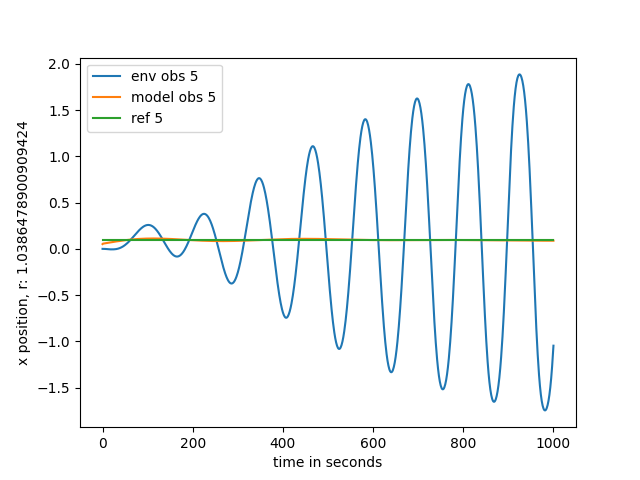 env obs 5
model obs 5
ref 5
2.0
1.5
1.0
0.5
0.0
−0.5
−1.0
−1.5
x position, r: 1.0386478900909424
0
200
400
600
800
1000
time in seconds